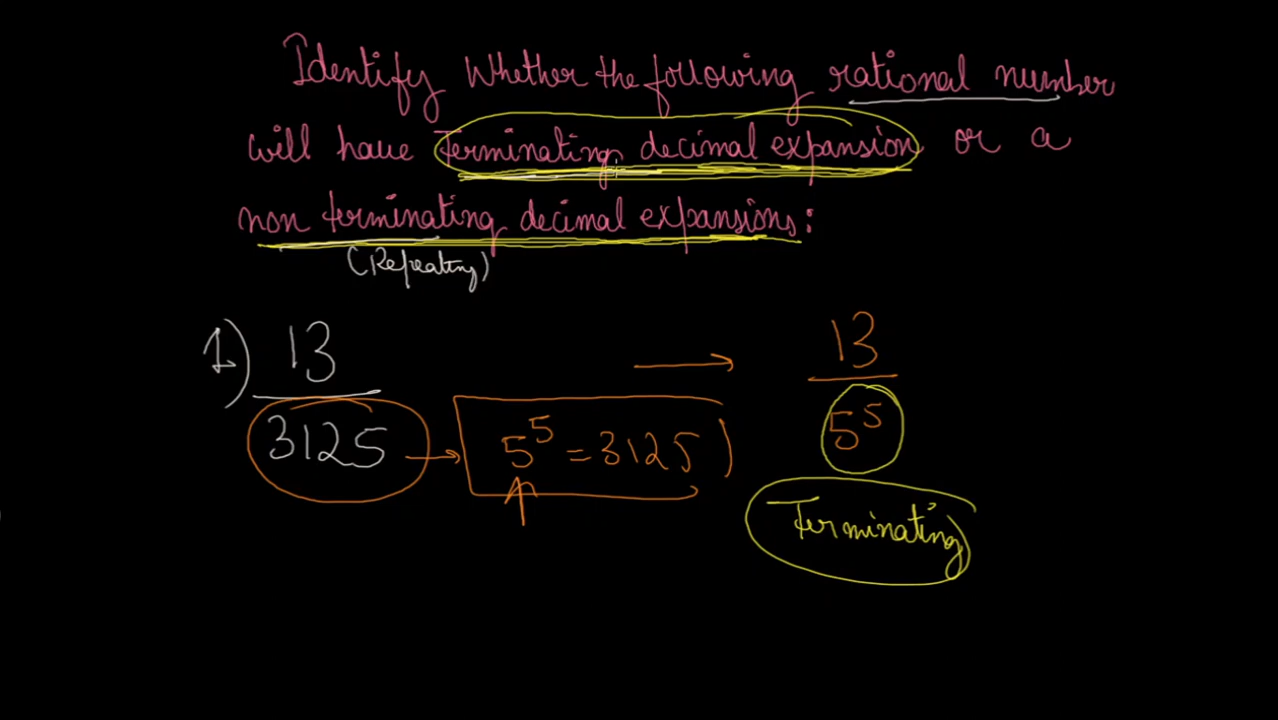 Identify Whether the following rational number
will have Terminating decimal expansion or a
non terminating decimal expansions:
(Repeating)
1) 13/3125 → 13/5^5
5^5 = 3125)
Terminating